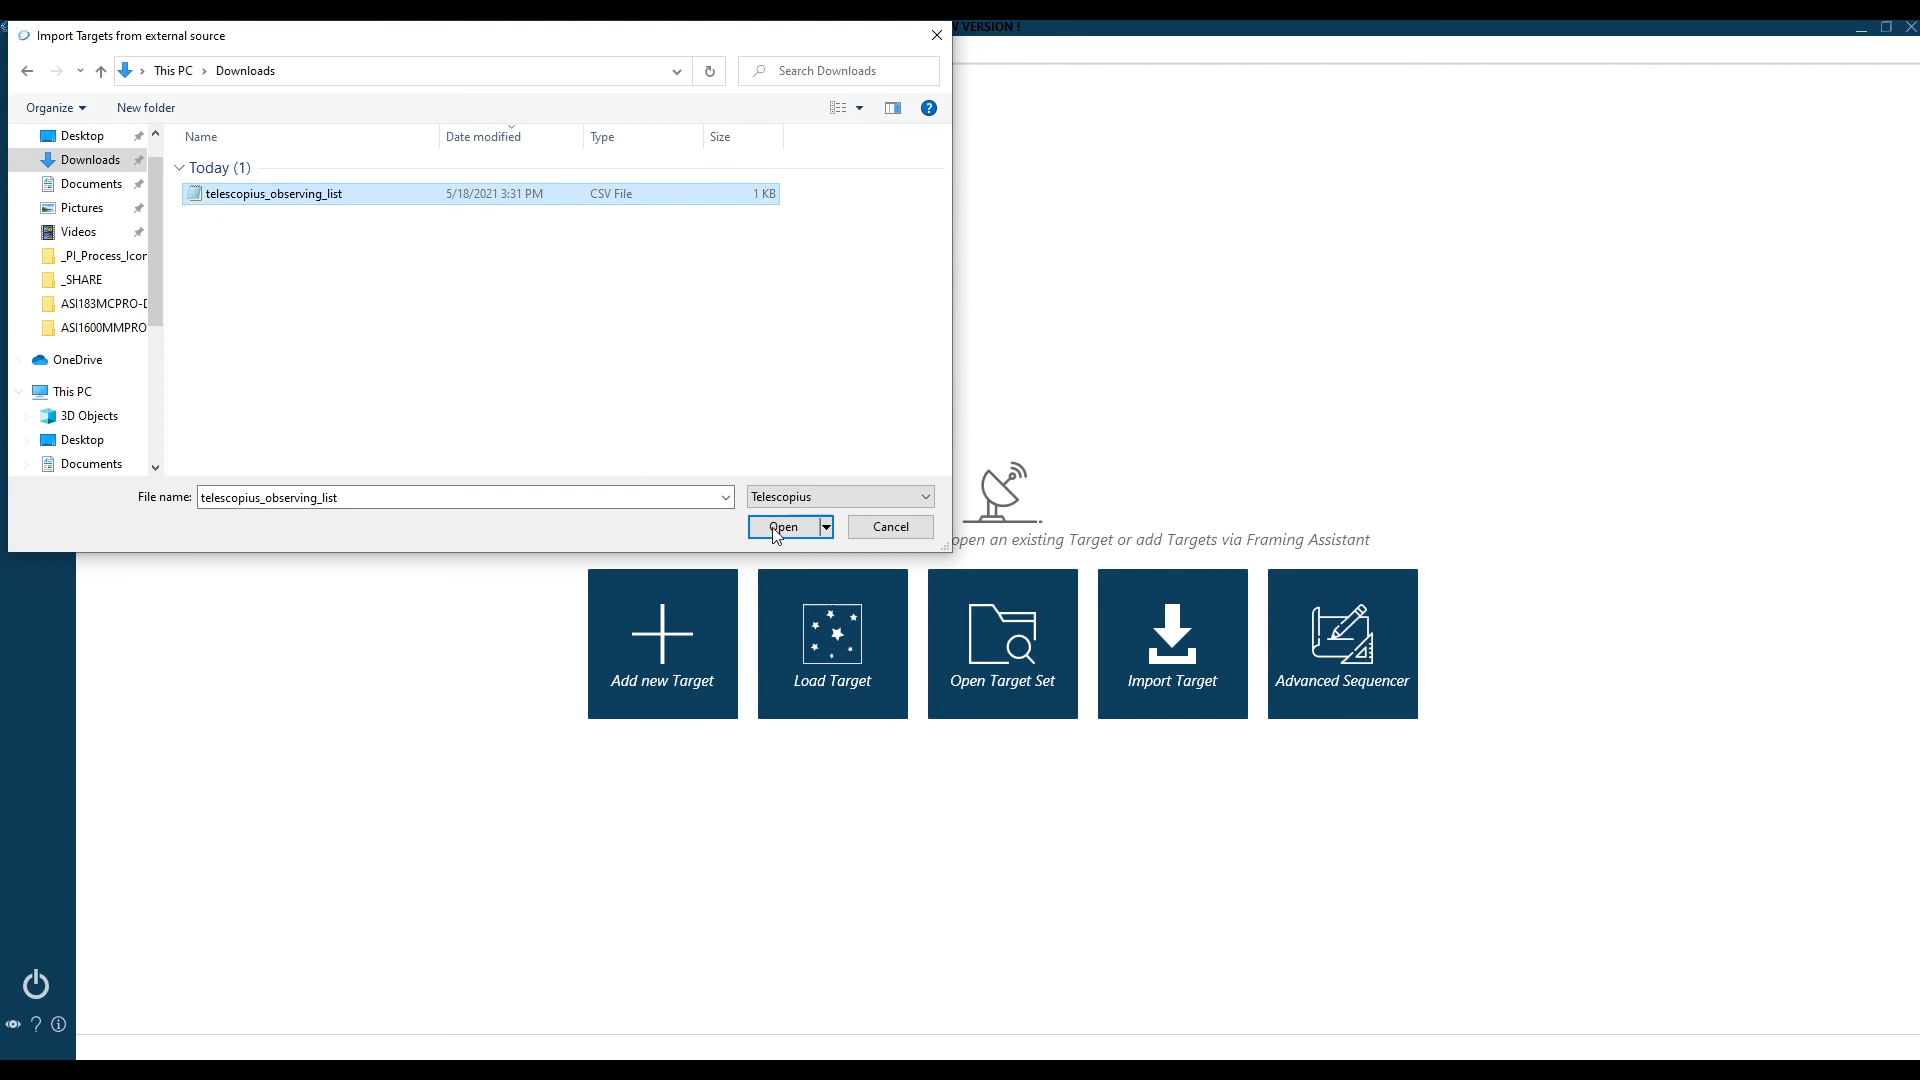 Import Targets from external source
W VERSION !
This PC
Downloads
Search Downloads
Organize
New folder
Name
Date modified
Type
Size
Desktop
Downloads
Documents
Pictures
Videos
_PI_Process_Icor
_SHARE
ASI183MCPRO-
ASI1600MMPRO
OneDrive
This PC
3D Objects
Desktop
Documents
Today (1)
telescopius_observing_list
5/18/2021 3:31 PM
CSV File
1 KB
File name:
telescopius_observing_list
Telescopius
Open
Cancel
open an existing Target or add Targets via Framing Assistant
Add new Target
Load Target
Open Target Set
Import Target
Advanced Sequencer